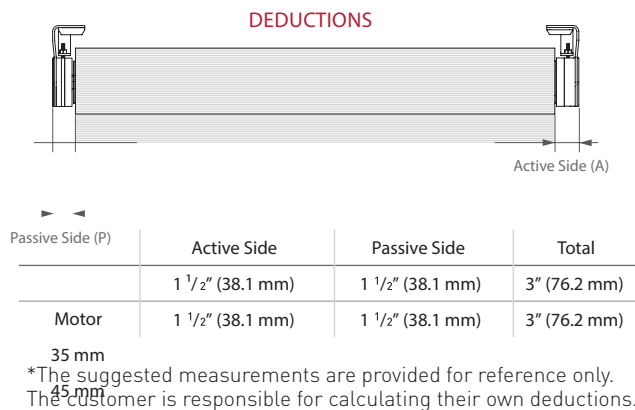 DEDUCTIONS
Active Side (A)
Passive Side (P)
Active Side Passive Side Total
1 1/2" (38.1 mm) 1 1/2" (38.1 mm) 3" (76.2 mm)
Motor 1 1/2" (38.1 mm) 1 1/2" (38.1 mm) 3" (76.2 mm)
35 mm
*The suggested measurements are provided for reference only.
45 mm
The customer is responsible for calculating their own deductions.